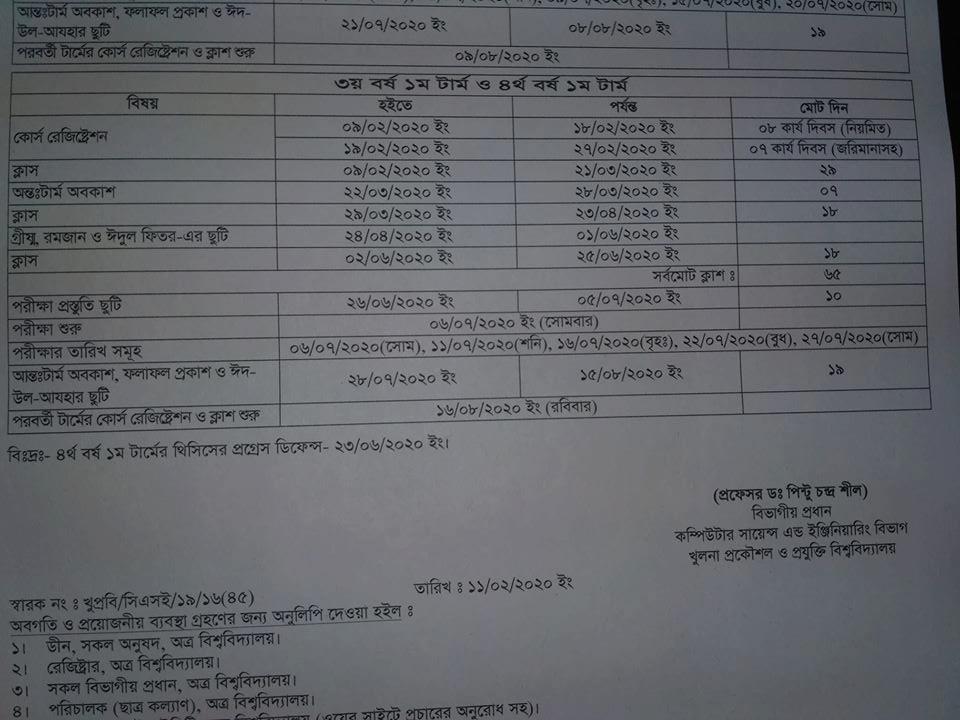 আন্তঃটার্ম অবকাশ, ফলাফল প্রকাশ ও ঈদ- ২১/০৭/২০২০ ইং ০৮/০৮/২০২০ ইং ১৯
উল-আযহার ছুটি
পরবর্তী টার্মের কোর্স রেজিষ্ট্রেশন ও ক্লাশ শুরু ০৯/০৮/২০২০ ইং
৩য় বর্ষ ১ম টার্ম ও ৪র্থ বর্ষ ১ম টার্ম
বিষয় হইতে পর্যন্ত মোট দিন
কোর্স রেজিষ্ট্রেশন ০৯/০২/২০২০ ইং ১৮/০২/২০২০ ইং ০৮ কার্য দিবস (নিয়মিত)
১৯/০২/২০২০ ইং ২৭/০২/২০২০ ইং ০৭ কার্য দিবস (জরিমানাসহ)
ক্লাস ০৯/০২/২০২০ ইং ২১/০৩/২০২০ ইং ২৯
অন্তঃটার্ম অবকাশ ২২/০৩/২০২০ ইং ২৮/০৩/২০২০ ইং ০৭
ক্লাস ২৯/০৩/২০২০ ইং ২৩/০৪/২০২০ ইং ১৮
গ্রীষ্ম, রমজান ও ঈদুল ফিতর-এর ছুটি ২৪/০৪/২০২০ ইং ০১/০৬/২০২০ ইং
ক্লাস ০২/০৬/২০২০ ইং ২৫/০৬/২০২০ ইং ১৮
সর্বমোট ক্লাশ ঃ ৬৫
পরীক্ষা প্রস্তুতি ছুটি ২৬/০৬/২০২০ ইং ০৫/০৭/২০২০ ইং ১০
পরীক্ষা শুরু ০৬/০৭/২০২০ ইং (সোমবার)
পরীক্ষার তারিখ সমূহ ০৬/০৭/২০২০(সোম), ১১/০৭/২০২০(শনি), ১৬/০৭/২০২০(বৃহঃ), ২২/০৭/২০২০(বুধ), ২৭/০৭/২০২০(সোম)
আন্তঃটার্ম অবকাশ, ফলাফল প্রকাশ ও ঈদ- ২৮/০৭/২০২০ ইং ১৫/০৮/২০২০ ইং ১৯
উল-আযহার ছুটি
পরবর্তী টার্মের কোর্স রেজিষ্ট্রেশন ও ক্লাশ শুরু ১৬/০৮/২০২০ ইং (রবিবার)
বিঃদ্রঃ- ৪র্থ বর্ষ ১ম টার্মের থিসিসের প্রগ্রেস ডিফেন্স- ২৩/০৬/২০২০ ইং।
(প্রফেসর ডঃ পিন্টু চন্দ্র শীল)
বিভাগীয় প্রধান
কম্পিউটার সায়েন্স এন্ড ইঞ্জিনিয়ারিং বিভাগ
খুলনা প্রকৌশল ও প্রযুক্তি বিশ্ববিদ্যালয়
তারিখ ঃ ১১/০২/২০২০ ইং
স্বারক নং ঃ খুপ্রবি/সিএসই/১৯/১৬(৪৫)
অবগতি ও প্রয়োজনীয় ব্যবস্থা গ্রহণের জন্য অনুলিপি দেওয়া হইল ঃ
১। ডীন, সকল অনুষদ, অত্র বিশ্ববিদ্যালয়।
২। রেজিষ্ট্রার, অত্র বিশ্ববিদ্যালয়।
৩। সকল বিভাগীয় প্রধান, অত্র বিশ্ববিদ্যালয়।
৪। পরিচালক (ছাত্র কল্যাণ), অত্র বিশ্ববিদ্যালয়।
(ওয়েব সাইটে প্রচারের অনুরোধ সহ)।